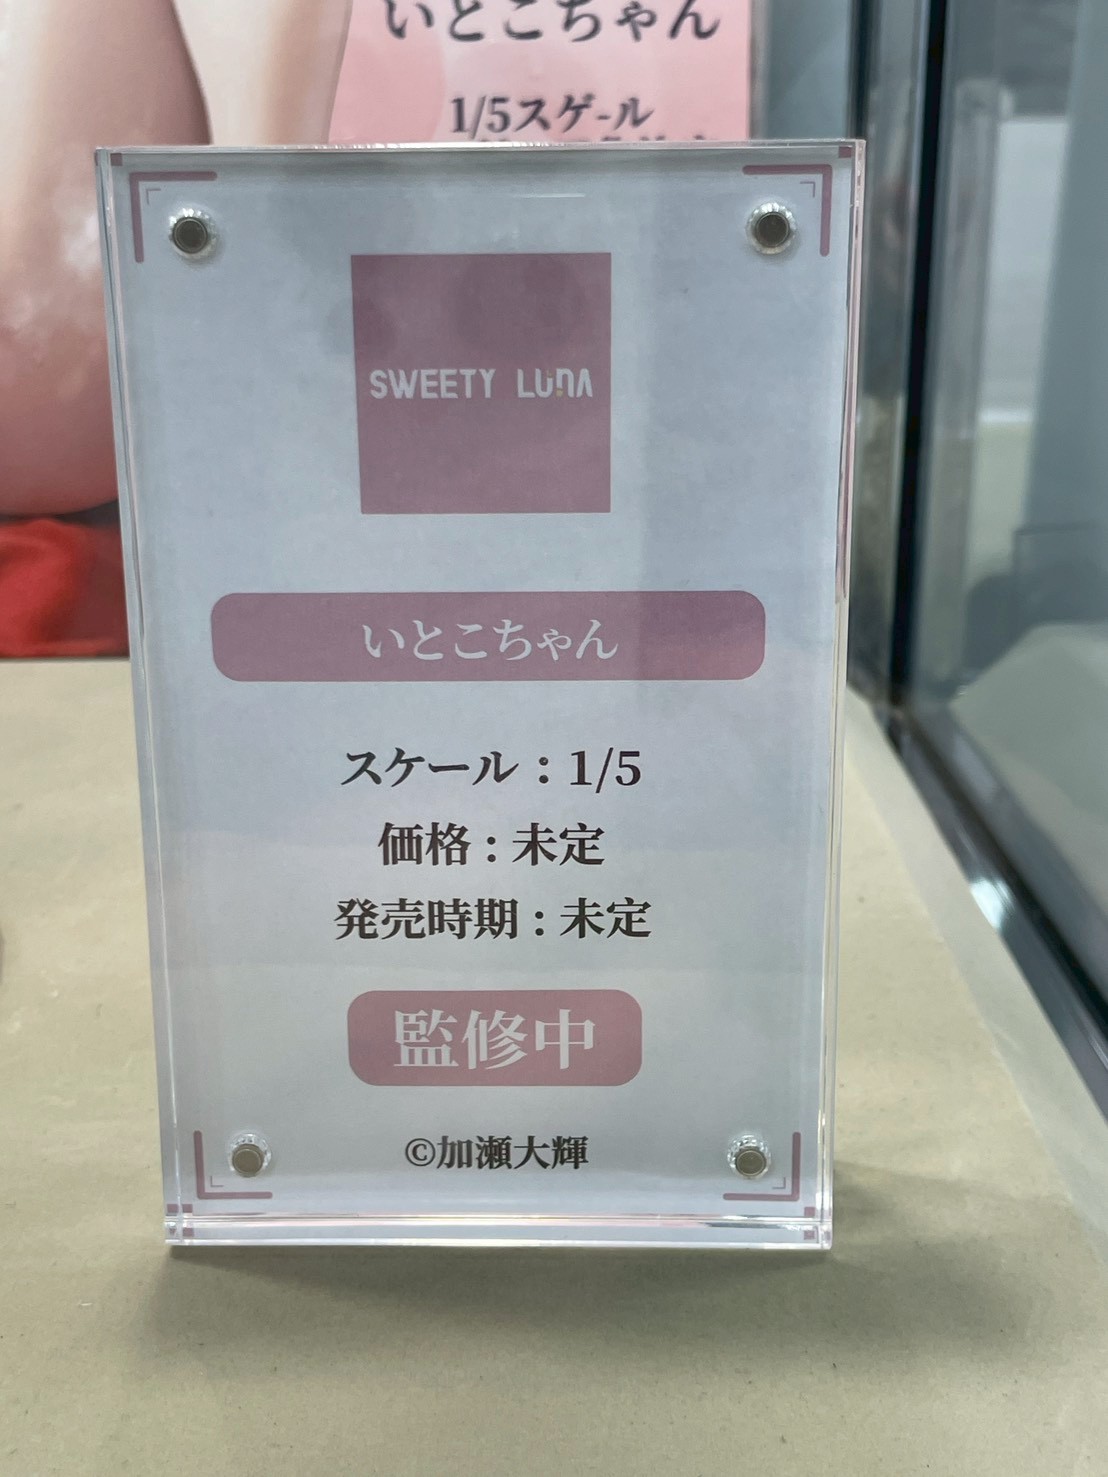 いとこちゃん
1/5スゲ-ル
SWEETY LUNA
いとこちゃん
スケール：1/5
価格：未定
発売時期：未定
監修中
©加瀬大輝